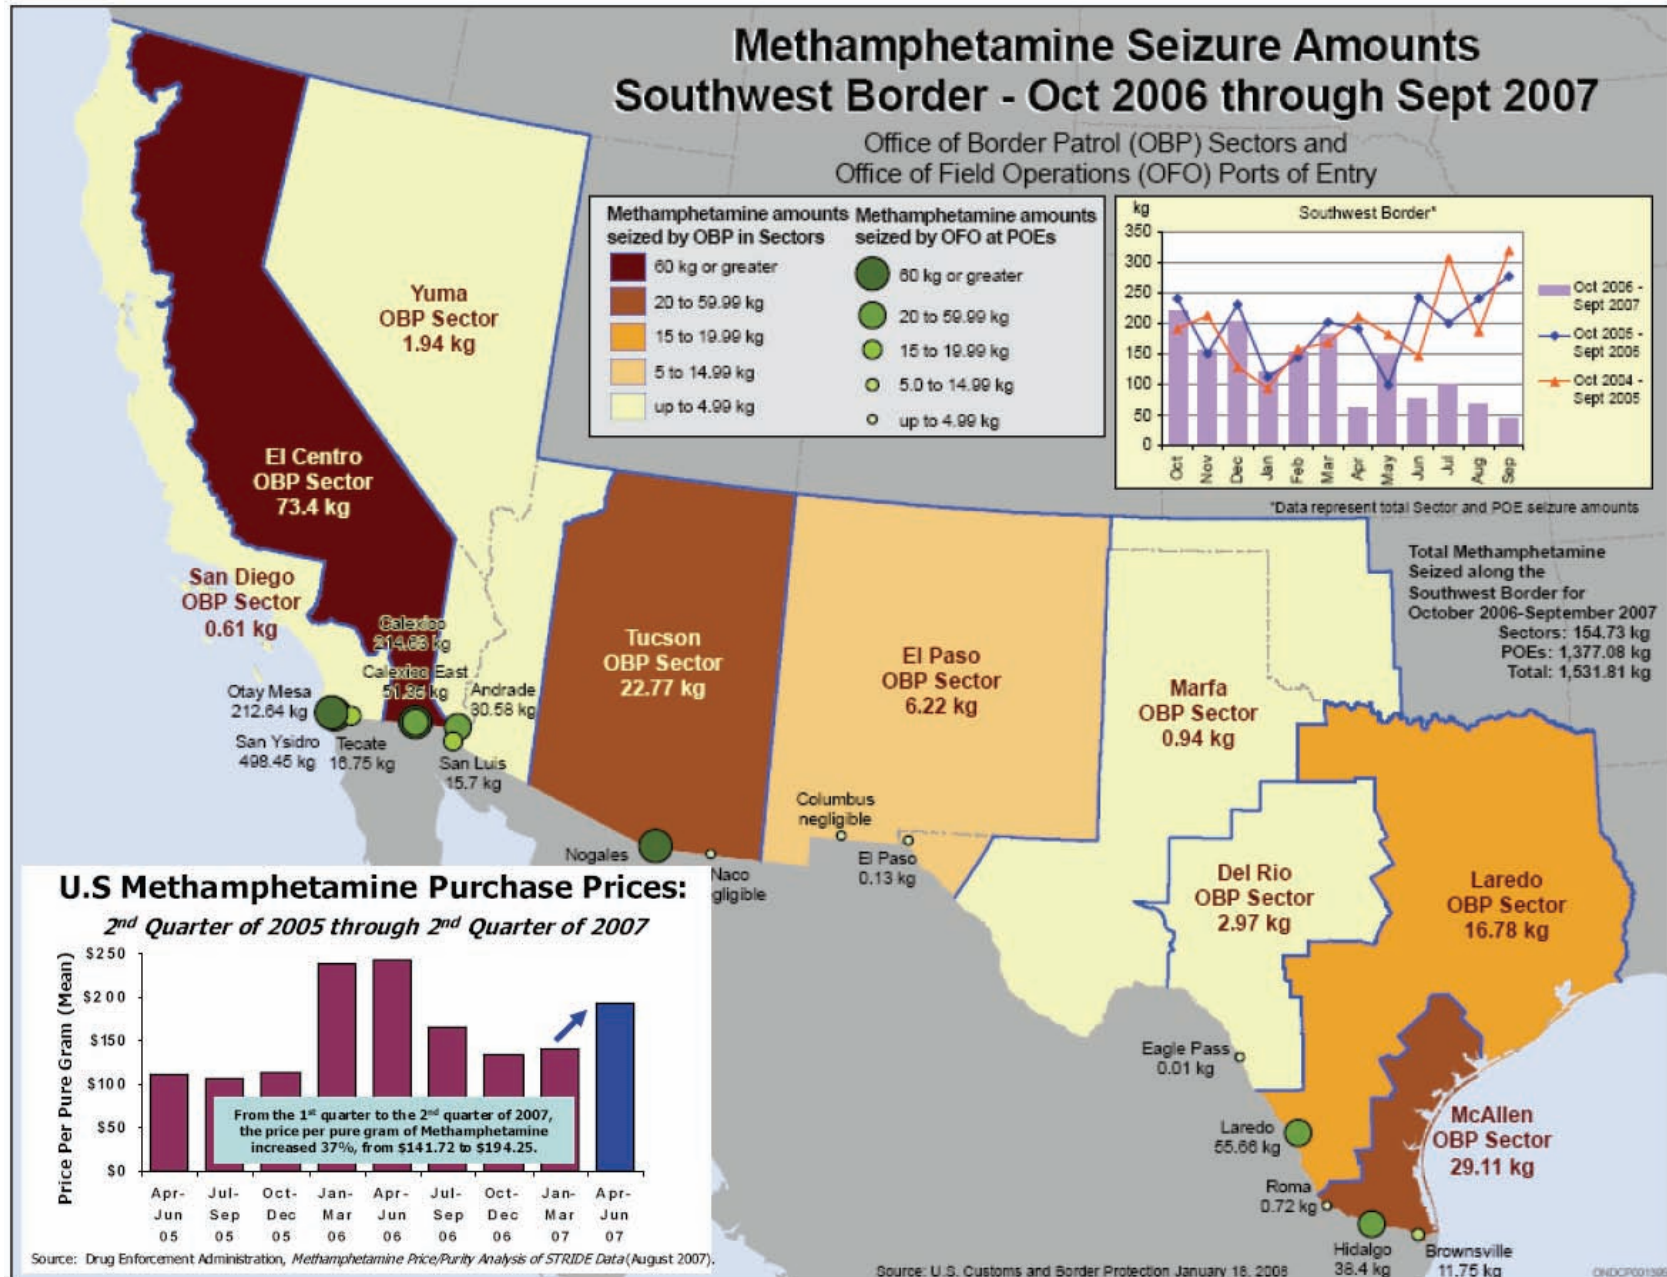 Methamphetamine Seizure Amounts
Southwest Border - Oct 2006 through Sept 2007
Office of Border Patrol (OBP) Sectors and
Office of Field Operations (OFO) Ports of Entry
Methamphetamine amounts
seized by OBP in Sectors
60 kg or greater
20 to 59.99 kg
15 to 19.99 kg
5 to 14.99 kg
up to 4.99 kg
Methamphetamine amounts
seized by OFO at POEs
60 kg or greater
20 to 59.99 kg
15 to 19.99 kg
5.0 to 14.99 kg
up to 4.99 kg
kg
Southwest Border*
350
300
250
200
150
100
50
0
Oct
Nov
Dec
Jan
Feb
Mar
Apr
May
Jun
Jul
Aug
Sep
Oct 2006 -
Sept 2007
Oct 2005 -
Sept 2006
Oct 2004 -
Sept 2005
*Data represent total Sector and POE seizure amounts
Total Methamphetamine
Seized along the
Southwest Border for
October 2006-September 2007
Sectors: 154.73 kg
POEs: 1,377.08 kg
Total: 1,531.81 kg
Yuma
OBP Sector
1.94 kg
El Centro
OBP Sector
73.4 kg
San Diego
OBP Sector
0.61 kg
Calexico
214.63 kg
Calexico East
51.35 kg
Andrade
30.58 kg
Otay Mesa
212.64 kg
San Ysidro
498.45 kg
Tecate
16.75 kg
San Luis
15.7 kg
Tucson
OBP Sector
22.77 kg
El Paso
OBP Sector
6.22 kg
Marfa
OBP Sector
0.94 kg
Columbus
negligible
El Paso
0.13 kg
Nogales
Naco
gligible
Del Rio
OBP Sector
2.97 kg
Laredo
OBP Sector
16.78 kg
Eagle Pass
0.01 kg
Laredo
55.66 kg
McAllen
OBP Sector
29.11 kg
Roma
0.72 kg
Hidalgo
38.4 kg
Brownsville
11.75 kg
U.S Methamphetamine Purchase Prices:
2nd Quarter of 2005 through 2nd Quarter of 2007
Price Per Pure Gram (Mean)
$250
$200
$150
$100
$50
$0
From the 1st quarter to the 2nd quarter of 2007,
the price per pure gram of Methamphetamine
increased 37%, from $141.72 to $194.25.
Apr- Jul- Oct- Jan- Apr- Jul- Oct- Jan- Apr-
Jun Sep Dec Mar Jun Sep Dec Mar Jun
05 05 05 06 06 06 06 07 07
Source: Drug Enforcement Administration, Methamphetamine Price/Purity Analysis of STRIDE Data (August 2007).
Source: U.S. Customs and Border Protection January 18, 2008